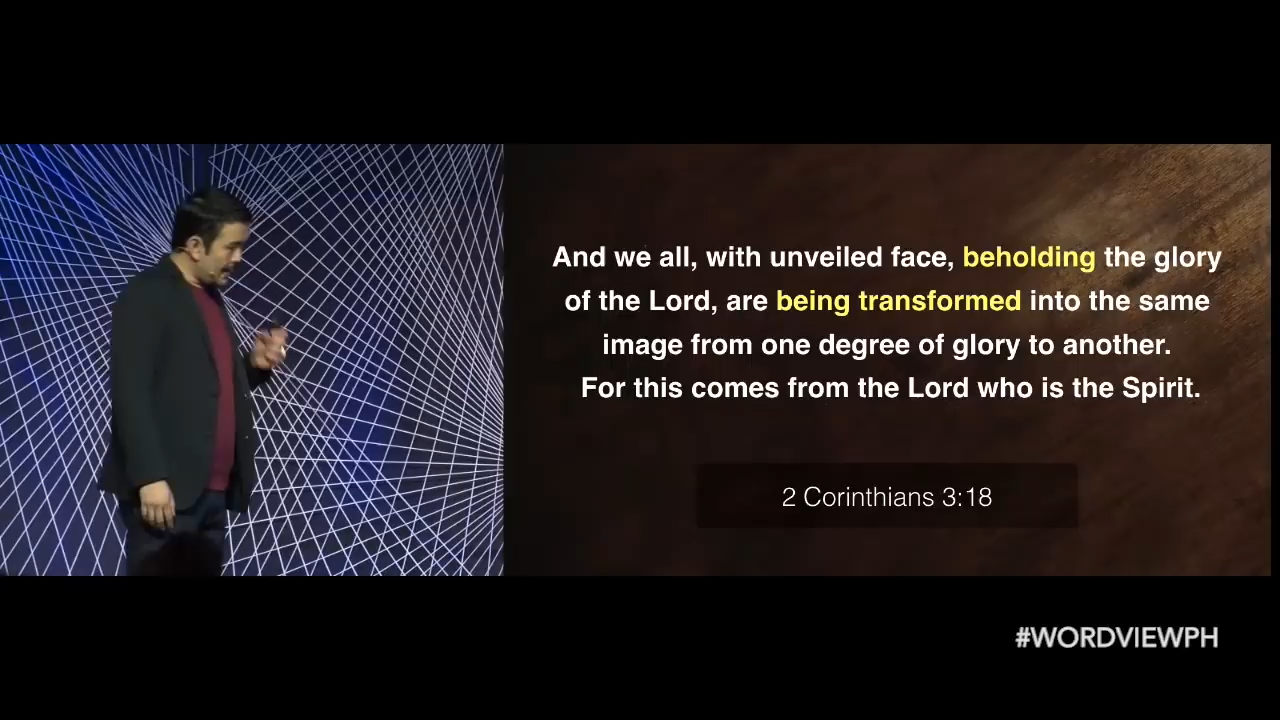 And we all, with unveiled face, beholding the glory
of the Lord, are being transformed into the same
image from one degree of glory to another.
For this comes from the Lord who is the Spirit.
2 Corinthians 3:18
#WORDVIEWPH